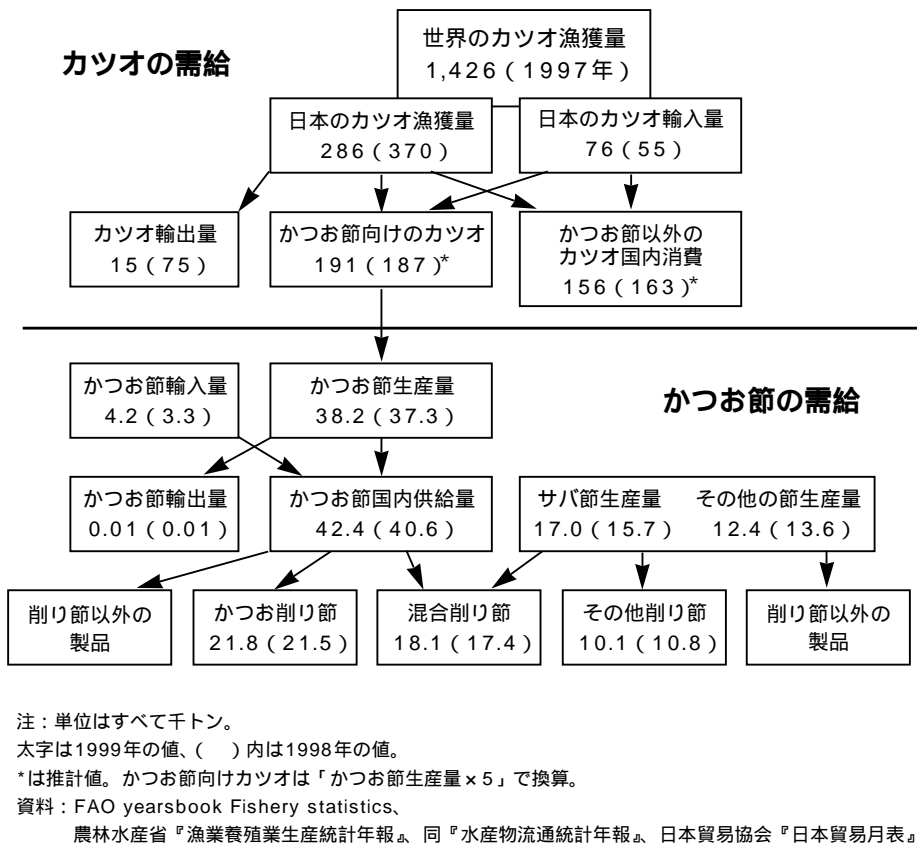 カツオの需給
世界のカツオ漁獲量
1,426(1997年)
日本のカツオ漁獲量
286(370)
日本のカツオ輸入量
76(55)
カツオ輸出量
15(75)
かつお節向けのカツオ
191(187)*
かつお節以外の
カツオ国内消費
156(163)*
かつお節の需給
かつお節輸入量
4.2(3.3)
かつお節生産量
38.2(37.3)
かつお節輸出量
0.01(0.01)
かつお節国内供給量
42.4(40.6)
サバ節生産量 その他の節生産量
17.0(15.7) 12.4(13.6)
削り節以外の
製品
かつお削り節
21.8(21.5)
混合削り節
18.1(17.4)
その他削り節
10.1(10.8)
削り節以外の
製品
注:単位はすべて千トン。
太字は1999年の値、( )内は1998年の値。
*は推計値。かつお節向けカツオは「かつお節生産量×5」で換算。
資料:FAO yearsbook Fishery statistics、
農林水産省『漁業養殖業生産統計年報』、同『水産物流通統計年報』、日本貿易協会『日本貿易月表』